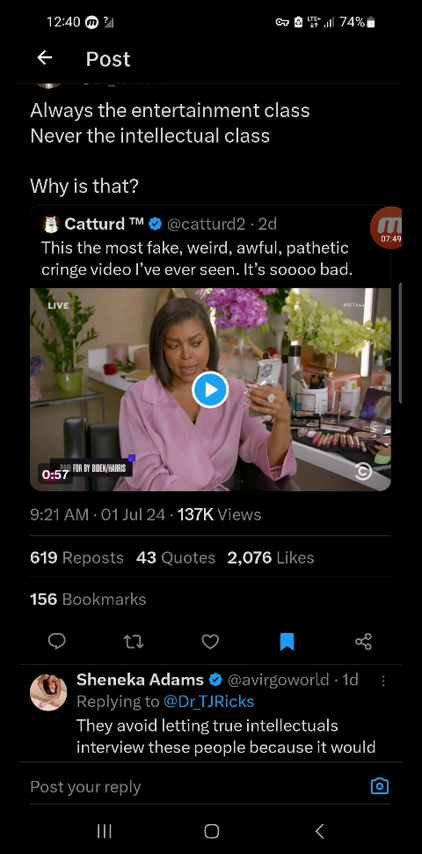 12:40
LTE+
74%
Post
Always the entertainment class
Never the intellectual class
Why is that?
Catturd ™ @catturd2 · 2d
07:49
This the most fake, weird, awful, pathetic
cringe video I've ever seen. It's soooo bad.
LIVE
0:57
FOR BY BIDEN/HARRIS
9:21 AM · 01 Jul 24 · 137K Views
619 Reposts 43 Quotes 2,076 Likes
156 Bookmarks
Sheneka Adams @avirgoworld · 1d
Replying to @Dr_TJRicks
They avoid letting true intellectuals
interview these people because it would
Post your reply